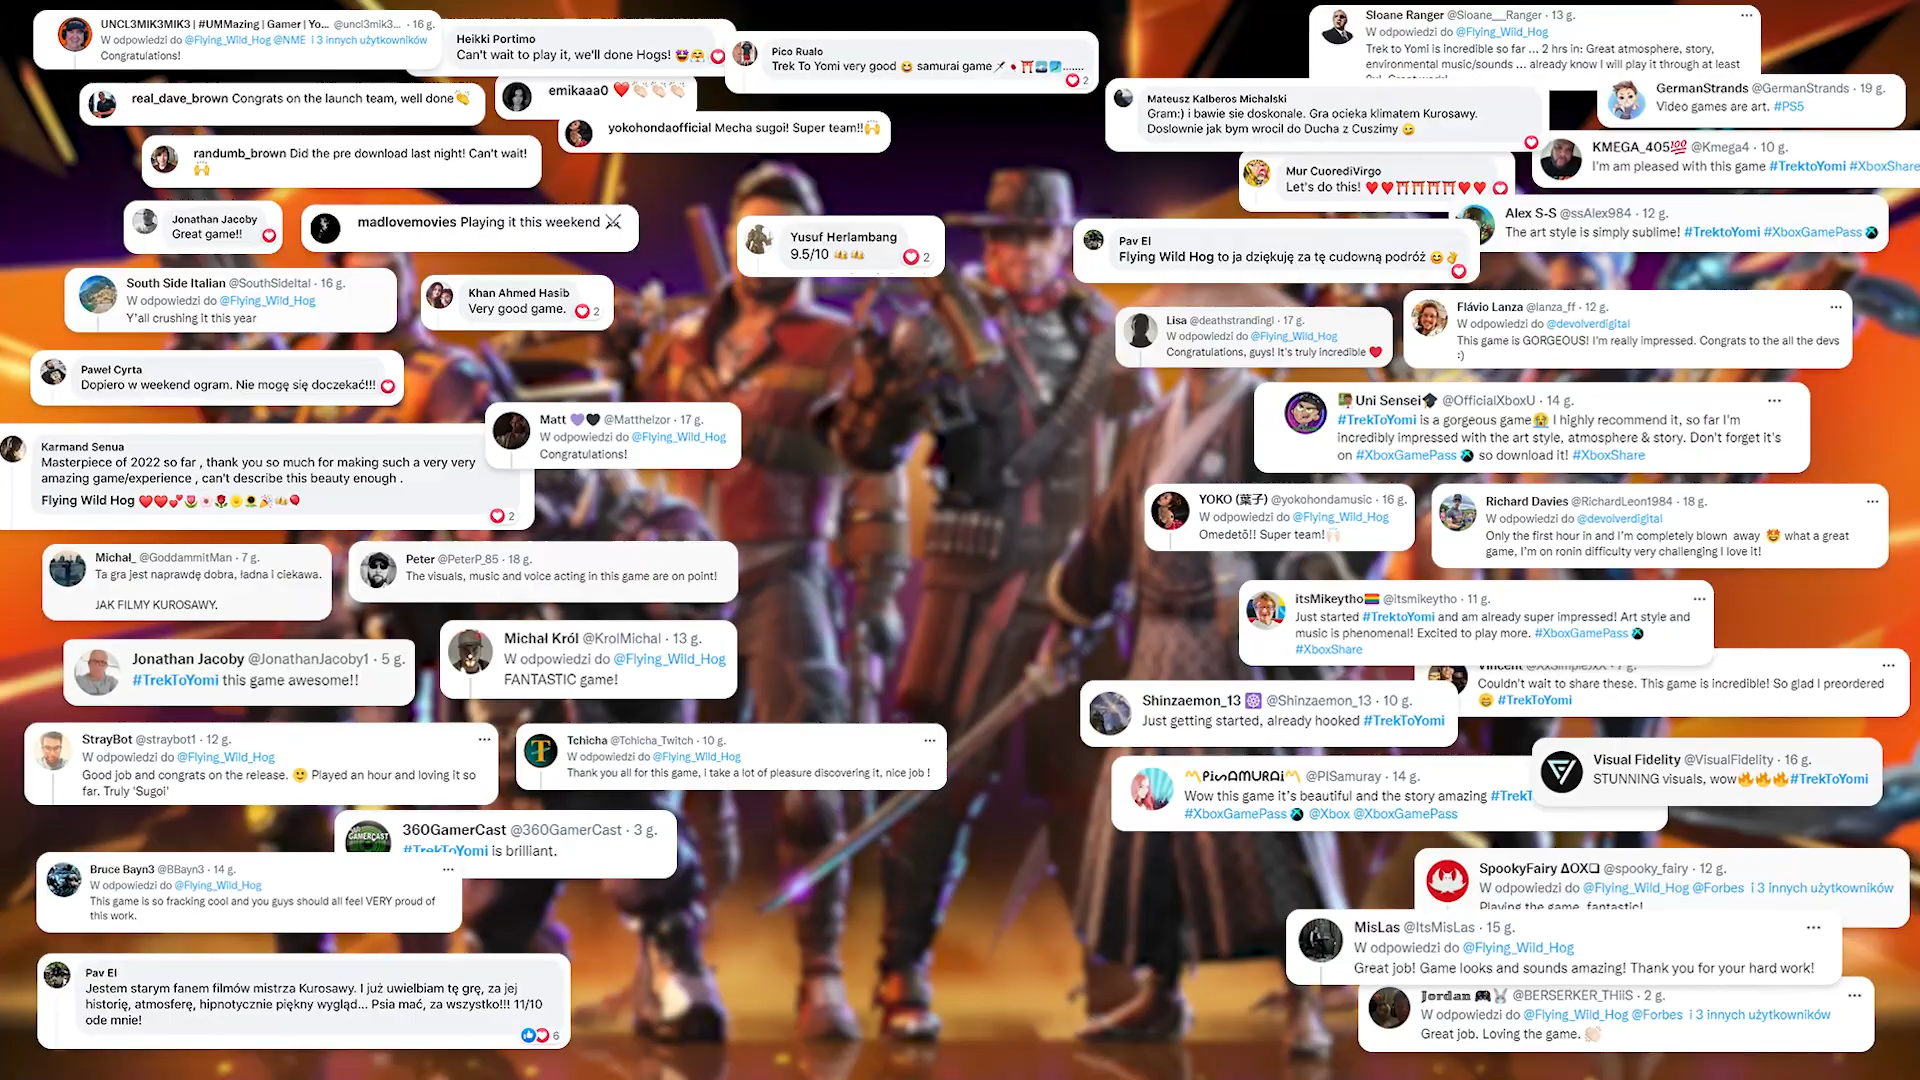 UNCL3MIK3MIK3 | #UMMazing | Gamer | Yo... @uncl3mik3... · 16 g.
W odpowiedzi do @Flying_Wild_Hog @NME i 3 innych użytkowników
Congratulations!
Heikki Portimo
Can't wait to play it, we'll done Hogs! 🤩🤗
Pico Rualo
Trek To Yomi very good 😄 samurai game
2
real_dave_brown Congrats on the launch team, well done👏
emikaaa0 ❤️👏🏻👏🏻👏🏻
yokohondaofficial Mecha sugoi! Super team!!🙌
randumb_brown Did the pre download last night! Can't wait!
🙌
Jonathan Jacoby
Great game!!
madlovemovies Playing it this weekend ⚔
Yusuf Herlambang
9.5/10
2
South Side Italian @SouthSideItal · 16 g.
W odpowiedzi do @Flying_Wild_Hog
Y'all crushing it this year
Khan Ahmed Hasib
Very good game.
2
Paweł Cyrta
Dopiero w weekend ogram. Nie mogę się doczekać!!!
Matt 💜🖤 @Matthelzor · 17 g.
W odpowiedzi do @Flying_Wild_Hog
Congratulations!
Karmand Senua
Masterpiece of 2022 so far , thank you so much for making such a very very
amazing game/experience , can't describe this beauty enough .
Flying Wild Hog
2
Michał_ @GoddammitMan · 7 g.
Ta gra jest naprawdę dobra, ładna i ciekawa.
JAK FILMY KUROSAWY.
Peter @PeterP_85 · 18 g.
The visuals, music and voice acting in this game are on point!
Jonathan Jacoby @JonathanJacoby1 · 5 g.
#TrekToYomi this game awesome!!
Michal Król @KrolMichal · 13 g.
W odpowiedzi do @Flying_Wild_Hog
FANTASTIC game!
StrayBot @straybot1 · 12 g.
W odpowiedzi do @Flying_Wild_Hog
Good job and congrats on the release. 🙂 Played an hour and loving it so
far. Truly 'Sugoi'
Tchicha @Tchicha_Twitch · 10 g.
W odpowiedzi do @Flying_Wild_Hog
Thank you all for this game, i take a lot of pleasure discovering it, nice job !
360GamerCast @360GamerCast · 3 g.
#TrekToYomi is brilliant.
Bruce Bayn3 @BBayn3 · 14 g.
W odpowiedzi do @Flying_Wild_Hog
This game is so fracking cool and you guys should all feel VERY proud of
this work.
Pav El
Jestem starym fanem filmów mistrza Kurosawy. I już uwielbiam tę grę, za jej
historię, atmosferę, hipnotycznie piękny wygląd... Psia mać, za wszystko!!! 11/10
ode mnie!
6
Sloane Ranger @Sloane__Ranger · 13 g.
W odpowiedzi do @Flying_Wild_Hog
Trek to Yomi is incredible so far ... 2 hrs in: Great atmosphere, story,
environmental music/sounds ... already know I will play it through at least
GermanStrands @GermanStrands · 19 g.
Video games are art. #PS5
Mateusz Kalberos Michalski
Gram:) i bawie sie doskonale. Gra ocieka klimatem Kurosawy.
Doslownie jak bym wrocil do Ducha z Cuszimy 😉
KMEGA_405💯 @Kmega4 · 10 g.
I'm am pleased with this game #TrektoYomi #XboxShare
Mur CuorediVirgo
Let's do this! ❤️❤️⛩⛩⛩⛩⛩❤️❤️
Alex S-S @ssAlex984 · 12 g.
The art style is simply sublime! #TrektoYomi #XboxGamePass
Pav El
Flying Wild Hog to ja dziękuję za tę cudowną podróż 😄✌
Lisa @deathstrandingl · 17 g.
W odpowiedzi do @Flying_Wild_Hog
Congratulations, guys! It's truly incredible ❤️
Flávio Lanza @lanza_ff · 12 g.
W odpowiedzi do @devolverdigital
This game is GORGEOUS! I'm really impressed. Congrats to the all the devs
:)
Uni Sensei🎓 @OfficialXboxU · 14 g.
#TrekToYomi is a gorgeous game😭 I highly recommend it, so far I'm
incredibly impressed with the art style, atmosphere & story. Don't forget it's
on #XboxGamePass so download it! #XboxShare
YOKO (葉子) @yokohondamusic · 16 g.
W odpowiedzi do @Flying_Wild_Hog
Omedetō!! Super team!🙌🏻
Richard Davies @RichardLeon1984 · 18 g.
W odpowiedzi do @devolverdigital
Only the first hour in and I'm completely blown away 🤩 what a great
game, I'm on ronin difficulty very challenging I love it!
itsMikeytho🏳️‍🌈 @itsmikeytho · 11 g.
Just started #TrektoYomi and am already super impressed! Art style and
music is phenomenal! Excited to play more. #XboxGamePass
#XboxShare
Vincent
Couldn't wait to share these. This game is incredible! So glad I preordered
😁 #TrekToYomi
Shinzaemon_13 @Shinzaemon_13 · 10 g.
Just getting started, already hooked #TrekToYomi
@PISamuray · 14 g.
Wow this game it's beautiful and the story amazing #TrekT
#XboxGamePass @Xbox @XboxGamePass
Visual Fidelity @VisualFidelity · 16 g.
STUNNING visuals, wow🔥🔥🔥#TrekToYomi
SpookyFairy ΔOX❏ @spooky_fairy · 12 g.
W odpowiedzi do @Flying_Wild_Hog @Forbes i 3 innych użytkowników
Playing the game, fantastic!
MisLas @ItsMisLas · 15 g.
W odpowiedzi do @Flying_Wild_Hog
Great job! Game looks and sounds amazing! Thank you for your hard work!
Jordan 🎮🐰 @BERSERKER_THiiS · 2 g.
W odpowiedzi do @Flying_Wild_Hog @Forbes i 3 innych użytkowników
Great job. Loving the game. 👏🏻